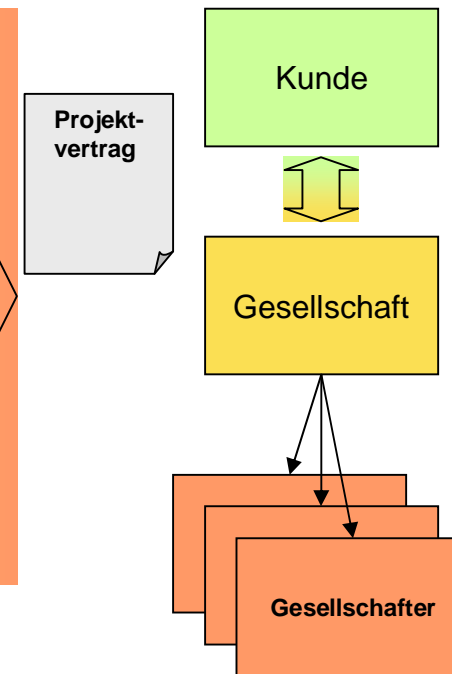 Kunde
Projekt-
vertrag
Gesellschaft
Gesellschafter